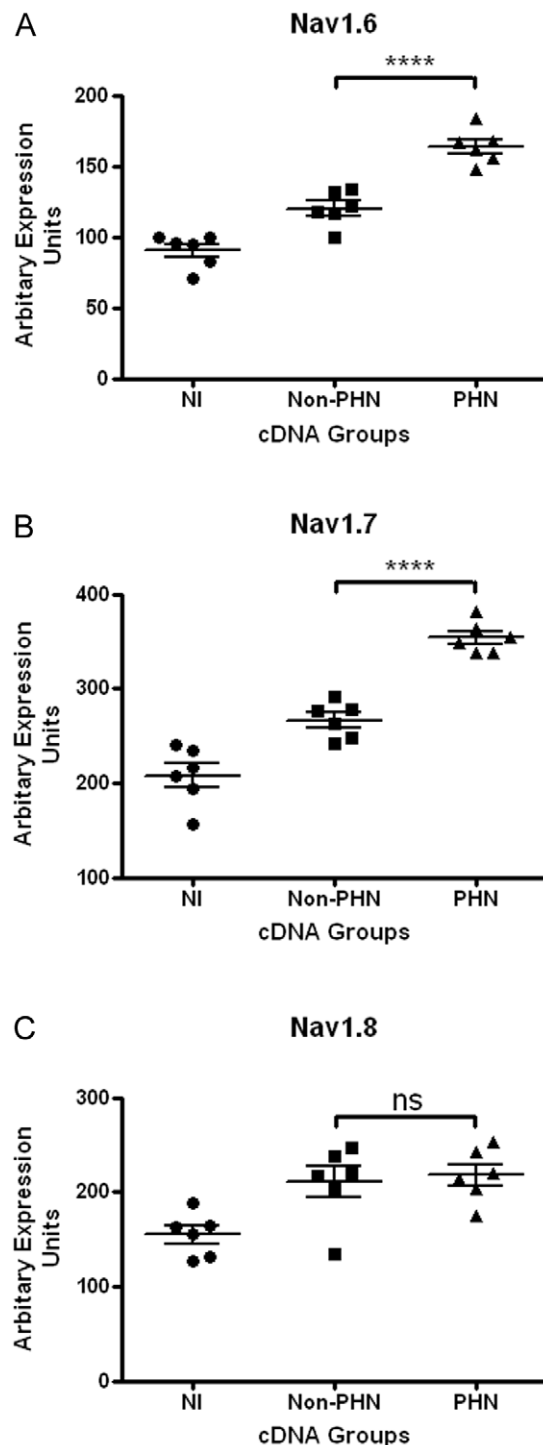 A
Nav1.6
****
Arbitary Expression
Units
200
150
100
50
0
NI Non-PHN PHN
cDNA Groups
B
Nav1.7
****
Arbitary Expression
Units
400
300
200
100
NI Non-PHN PHN
cDNA Groups
C
Nav1.8
ns
Arbitary Expression
Units
300
200
100
0
NI Non-PHN PHN
cDNA Groups